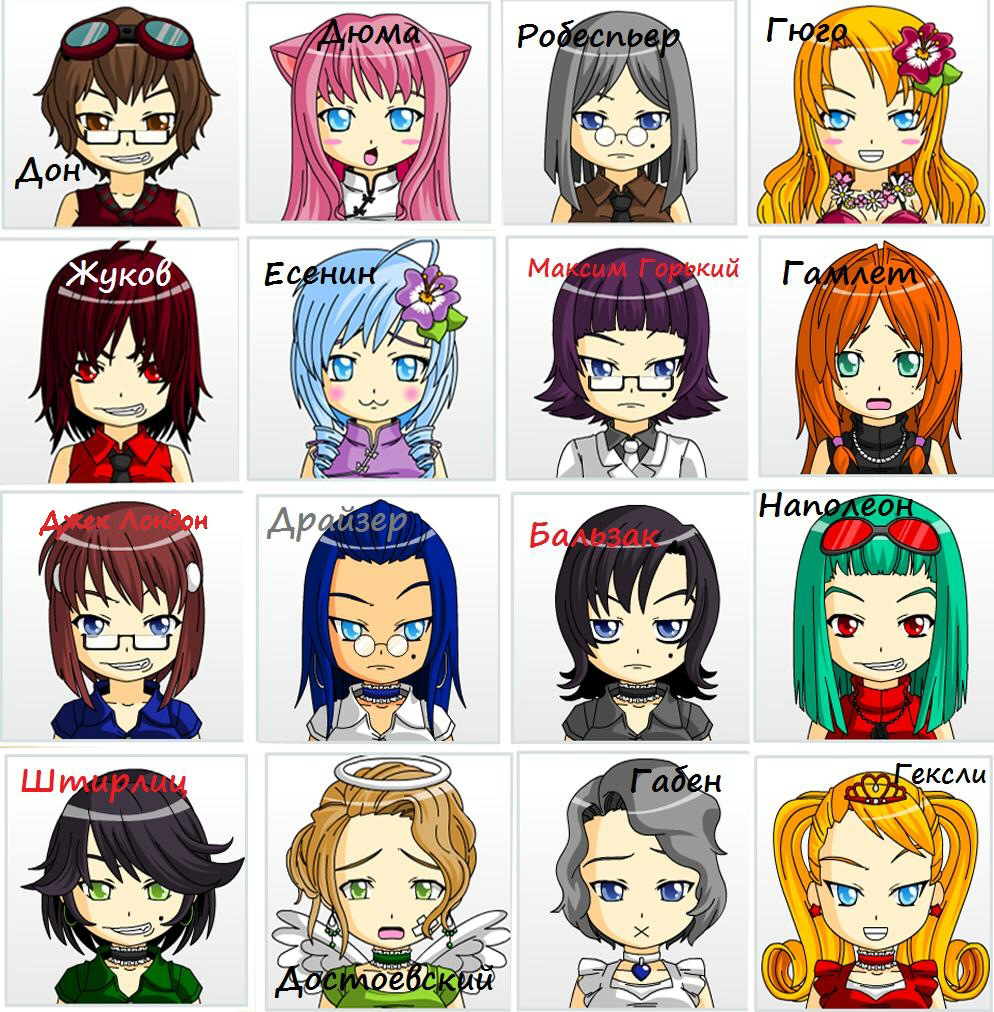 Дон
Дюма
Робеспьер
Гюго
Жуков
Есенин
Максим Горький
Гамлет
Джек Лондон
Драйзер
Бальзак
Наполеон
Штирлиц
Достоевский
Габен
Гексли